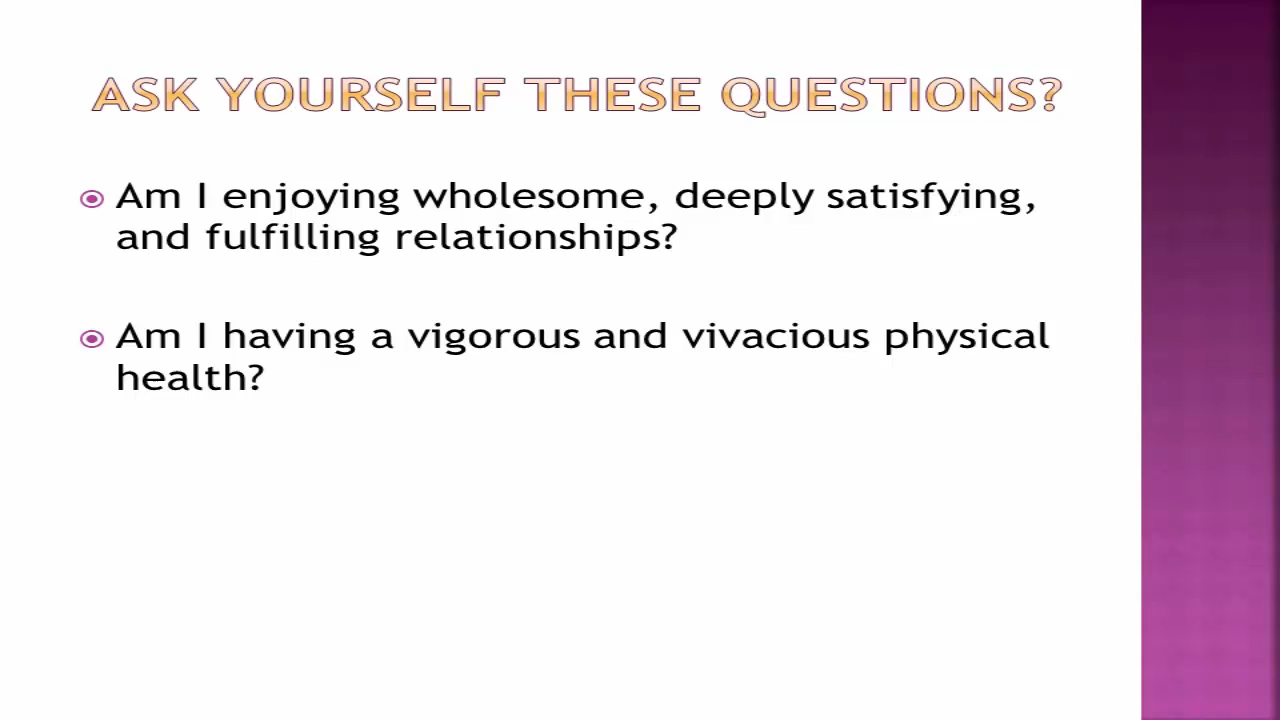 ASK YOURSELF THESE QUESTIONS?
Am I enjoying wholesome, deeply satisfying,
and fulfilling relationships?
Am I having a vigorous and vivacious physical
health?